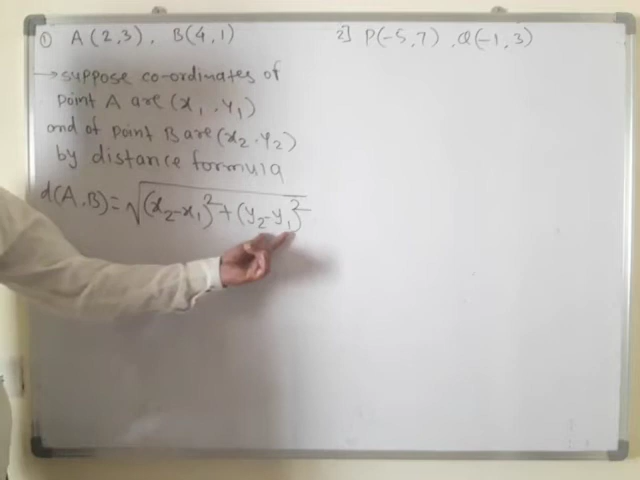 ① A (2,3) , B(4,1)
→ suppose co-ordinates of
point A are (x₁, y₁)
and of point B are (x₂, y₂)
by distance formula
d(A,B) = √(x₂-x₁)²+(y₂-y₁)²
2] P(-5,7) , Q(-1,3)